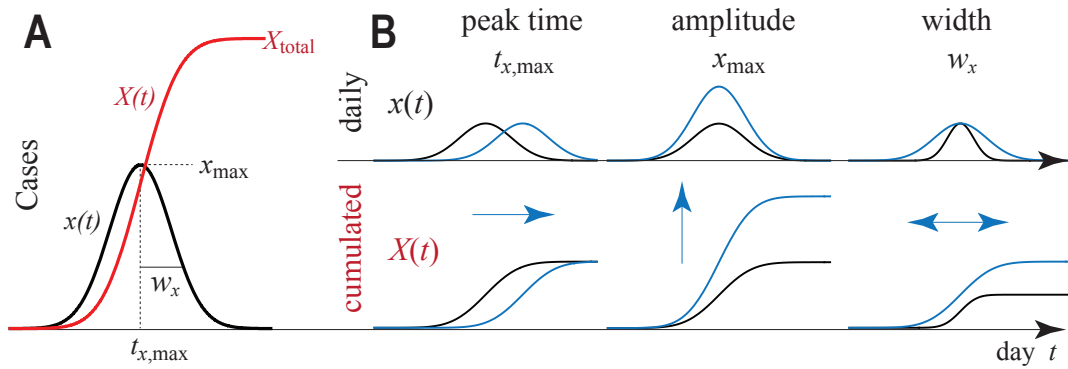 A
X_total
X(t)
x_max
x(t)
w_x
Cases
t_x,max
B
peak time
t_x,max
amplitude
x_max
width
w_x
daily
x(t)
cumulated
X(t)
day t